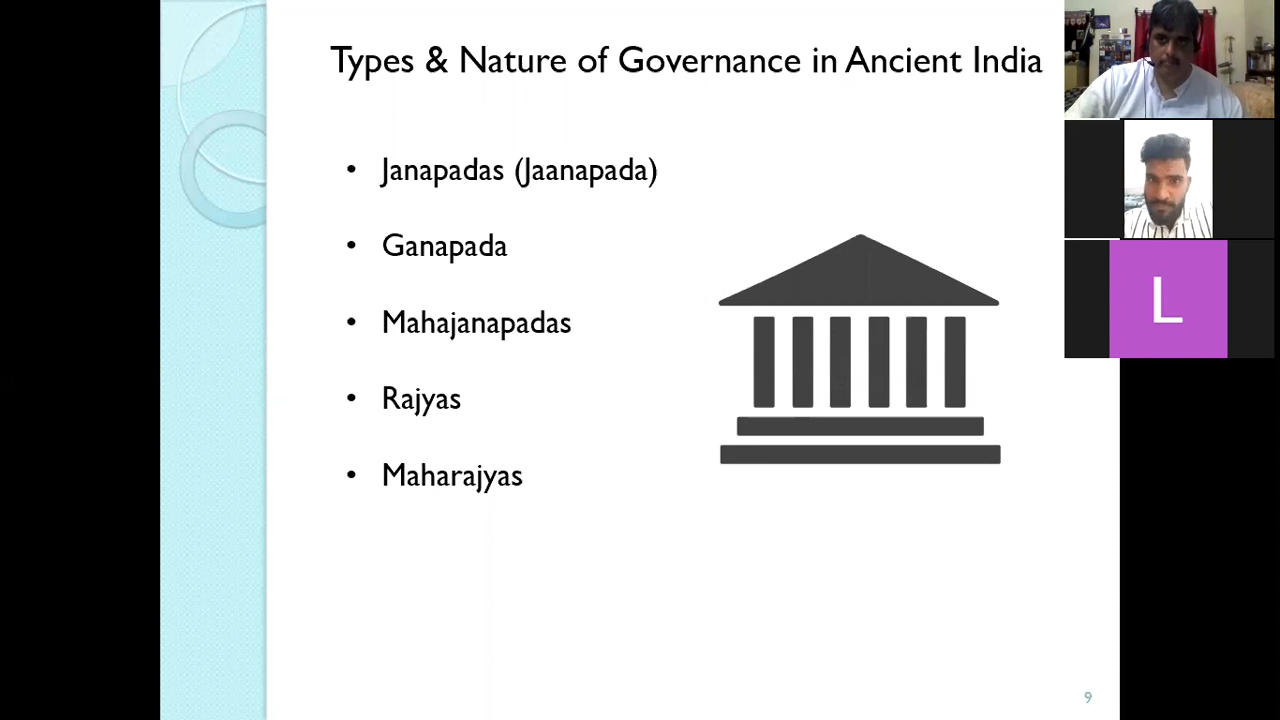 Types & Nature of Governance in Ancient India
• Janapadas (Jaanapada)
• Ganapada
• Mahajanapadas
• Rajyas
• Maharajyas
L
9